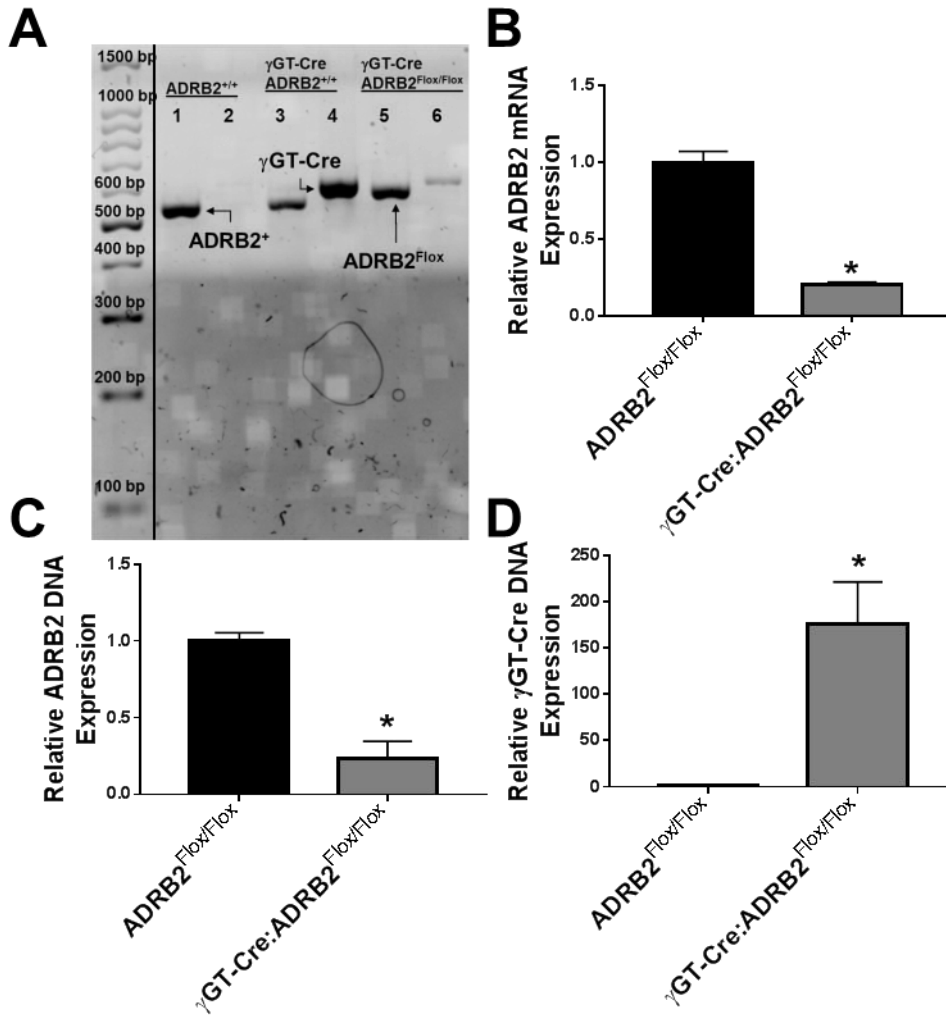 A
1500 bp
1000 bp
600 bp
500 bp
400 bp
300 bp
200 bp
100 bp
ADRB2+/+
γGT-Cre
ADRB2+/+
γGT-Cre
ADRB2Flox/Flox
1 2 3 4 5 6
γGT-Cre
ADRB2+
ADRB2Flox
B
Relative ADRB2 mRNA
Expression
1.5
1.0
0.5
0.0
*
ADRB2Flox/Flox
γGT-Cre:ADRB2Flox/Flox
C
Relative ADRB2 DNA
Expression
1.5
1.0
0.5
0.0
*
ADRB2Flox/Flox
γGT-Cre:ADRB2Flox/Flox
D
Relative γGT-Cre DNA
Expression
250
200
150
100
50
0
*
ADRB2Flox/Flox
γGT-Cre:ADRB2Flox/Flox